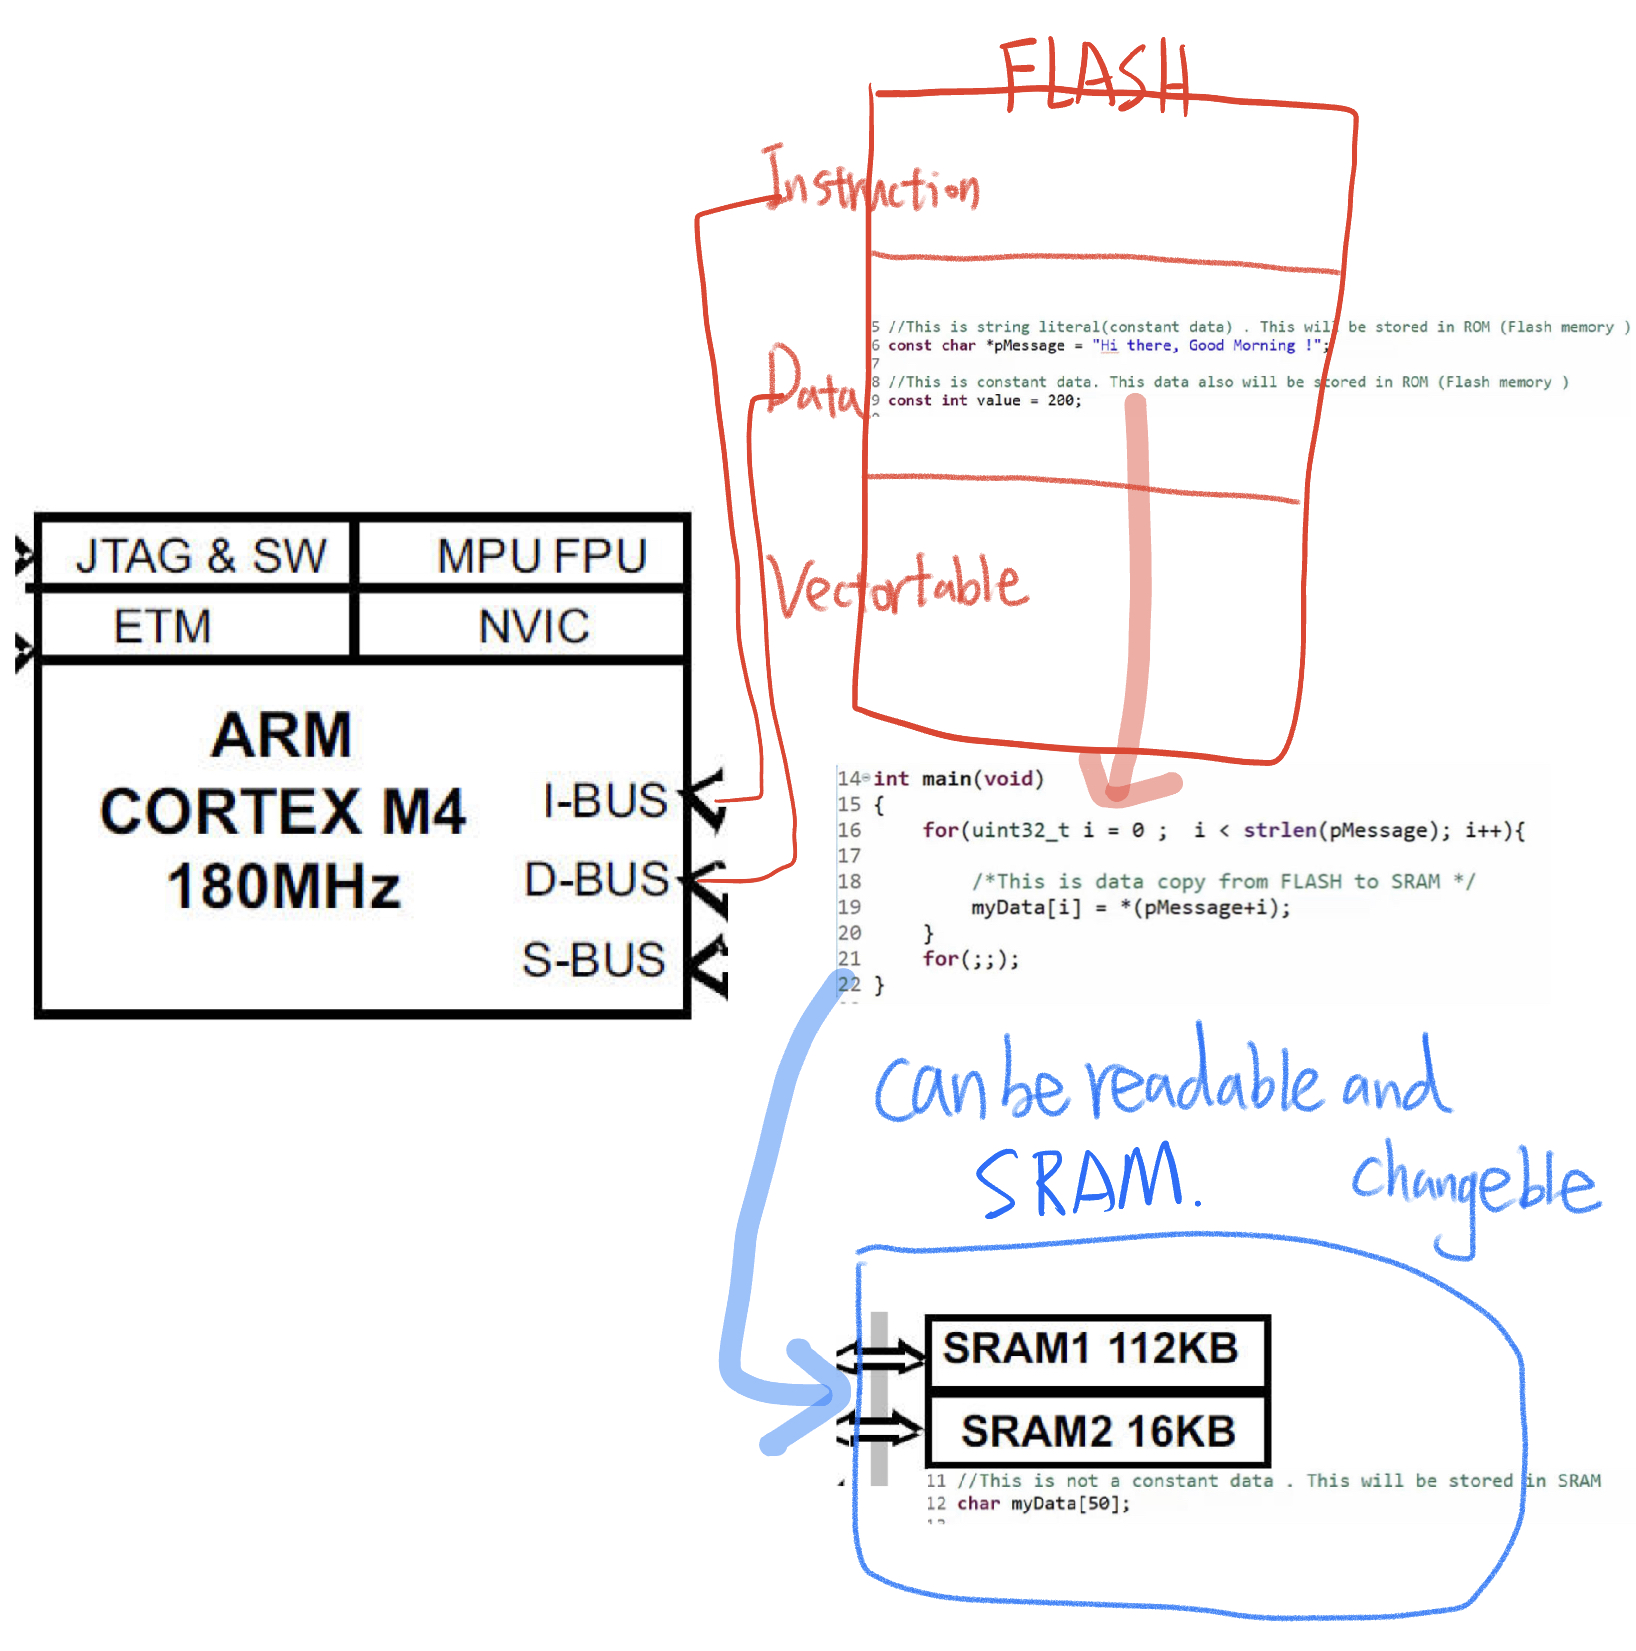 FLASH
Instruction
5 //This is string literal(constant data) . This will be stored in ROM (Flash memory )
6 const char *pMessage = "Hi there, Good Morning !";
7
8 //This is constant data. This data also will be stored in ROM (Flash memory )
Data
9 const int value = 200;
Vectortable
JTAG & SW
MPU FPU
ETM
NVIC
ARM
CORTEX M4
180MHz
I-BUS
D-BUS
S-BUS
14 int main(void)
15 {
16 for(uint32_t i = 0 ; i < strlen(pMessage); i++){
17
18 /*This is data copy from FLASH to SRAM */
19 myData[i] = *(pMessage+i);
20 }
21 for(;;);
22 }
can be readable and
changeble
SRAM.
SRAM1 112KB
SRAM2 16KB
11 //This is not a constant data . This will be stored in SRAM
12 char myData[50];